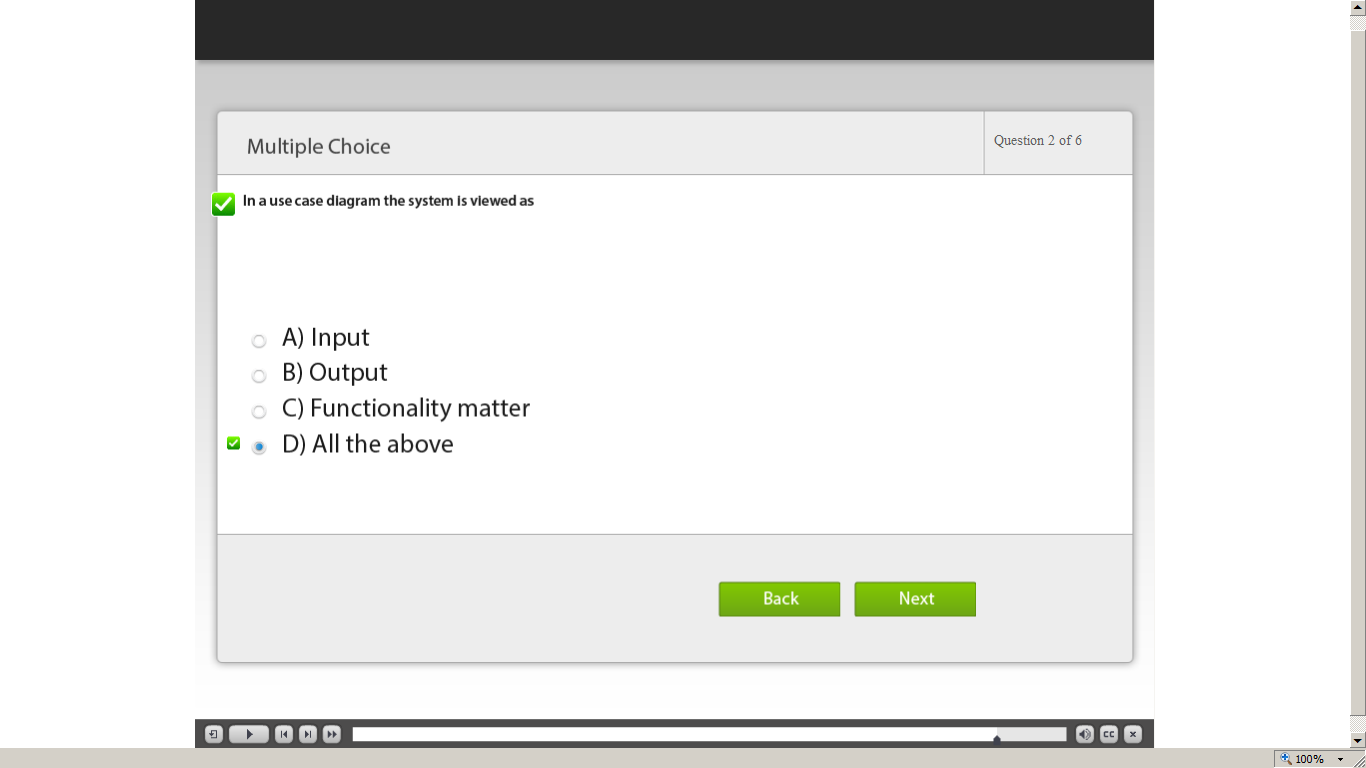 Multiple Choice
Question 2 of 6
In a use case diagram the system is viewed as
A) Input
B) Output
C) Functionality matter
D) All the above
Back
Next
CC
100%